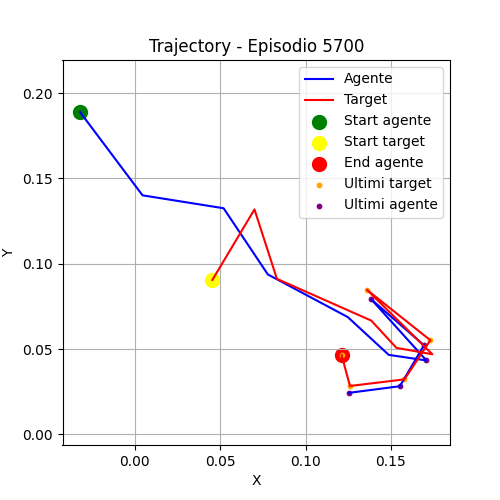 Trajectory - Episodio 5700
Agente
Target
Start agente
Start target
End agente
Ultimi target
Ultimi agente
0.20
0.15
0.10
0.05
0.00
Y
0.00
0.05
0.10
0.15
X